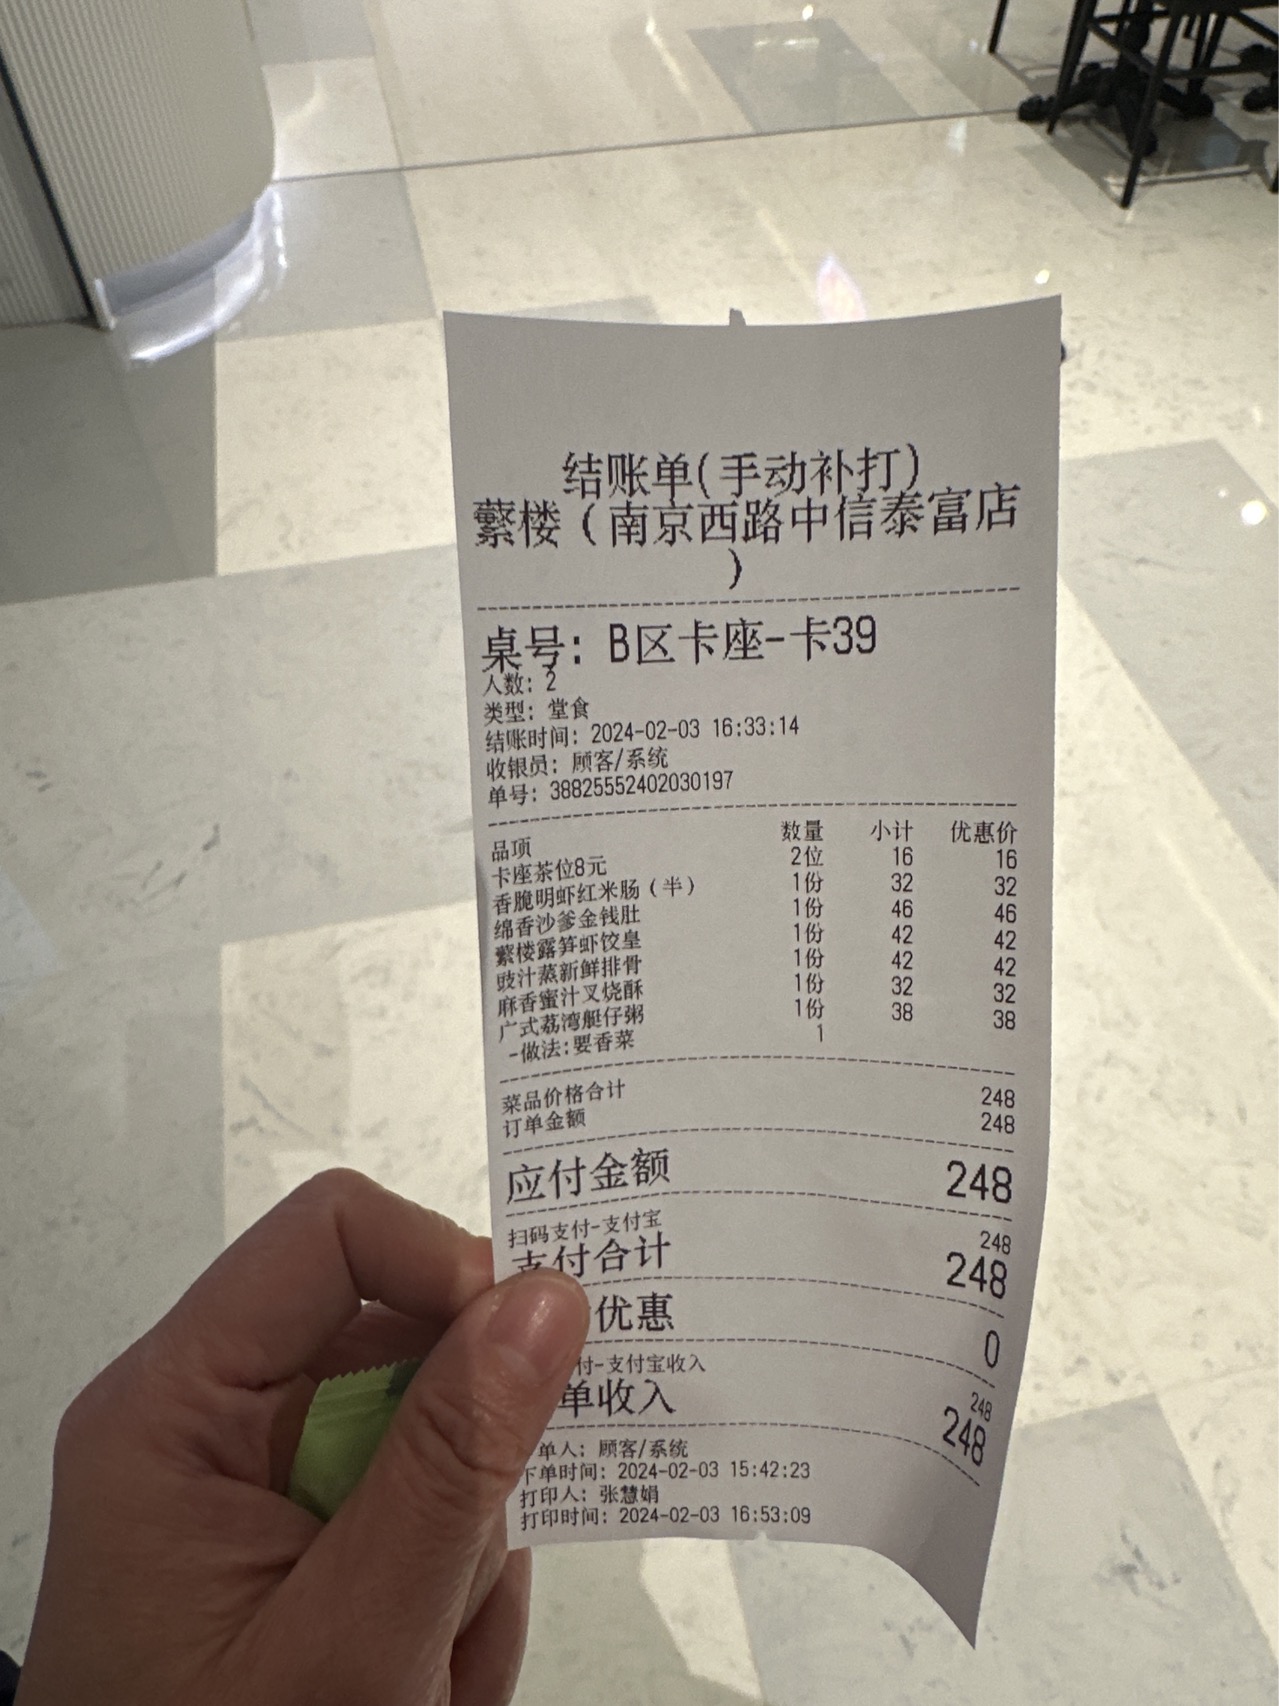 结账单(手动补打)
蘩楼（南京西路中信泰富店
）
桌号: B区卡座-卡39
人数: 2
类型: 堂食
结账时间: 2024-02-03 16:33:14
收银员: 顾客/系统
单号: 38825552402030197
品项 数量 小计 优惠价
卡座茶位8元 2位 16 16
香脆明虾红米肠（半） 1份 32 32
绵香沙爹金钱肚 1份 46 46
蘩楼露笋虾饺皇 1份 42 42
豉汁蒸新鲜排骨 1份 42 42
麻香蜜汁叉烧酥 1份 32 32
广式荔湾艇仔粥 1份 38 38
-做法:要香菜 1
菜品价格合计 248
订单金额 248
应付金额 248
扫码支付-支付宝 248
支付合计 248
优惠 0
付-支付宝收入 248
单收入 248
单人: 顾客/系统
下单时间: 2024-02-03 15:42:23
打印人: 张慧娟
打印时间: 2024-02-03 16:53:09